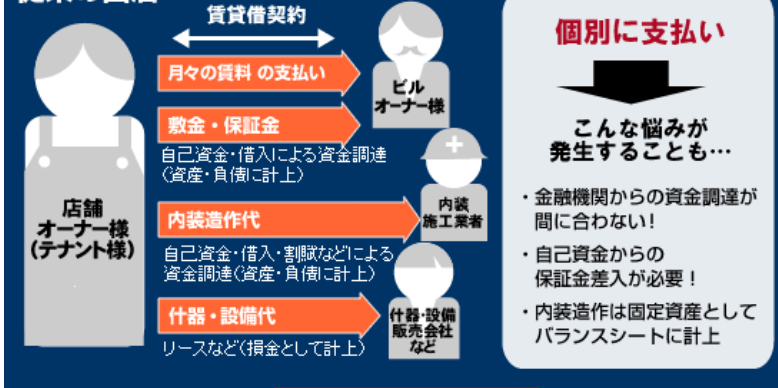 賃貸借契約
月々の賃料 の支払い
ビル
オーナー様
敷金・保証金
自己資金・借入による資金調達
(資産・負債に計上)
店舗
オーナー様
(テナント様)
内装造作代
内装
施工業者
自己資金・借入・割賦などによる
資金調達(資産・負債に計上)
什器・設備代
什器・設備
販売会社
など
リースなど(損金として計上)
個別に支払い
こんな悩みが
発生することも…
・金融機関からの資金調達が
間に合わない!
・自己資金からの
保証金差入が必要!
・内装造作は固定資産として
バランスシートに計上